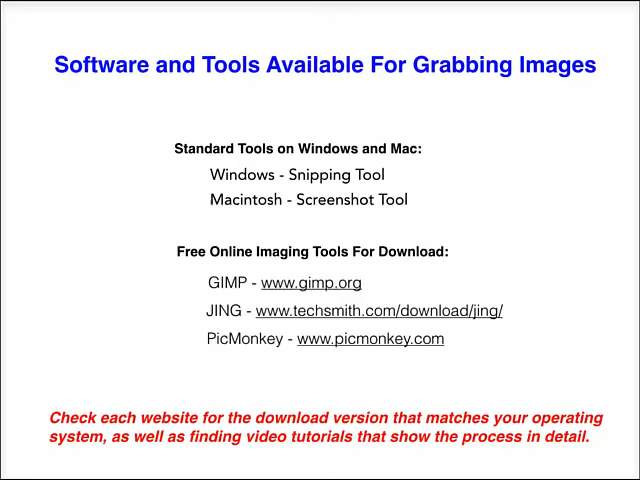 Software and Tools Available For Grabbing Images
Standard Tools on Windows and Mac:
Windows - Snipping Tool
Macintosh - Screenshot Tool
Free Online Imaging Tools For Download:
GIMP - www.gimp.org
JING - www.techsmith.com/download/jing/
PicMonkey - www.picmonkey.com
Check each website for the download version that matches your operating
system, as well as finding video tutorials that show the process in detail.